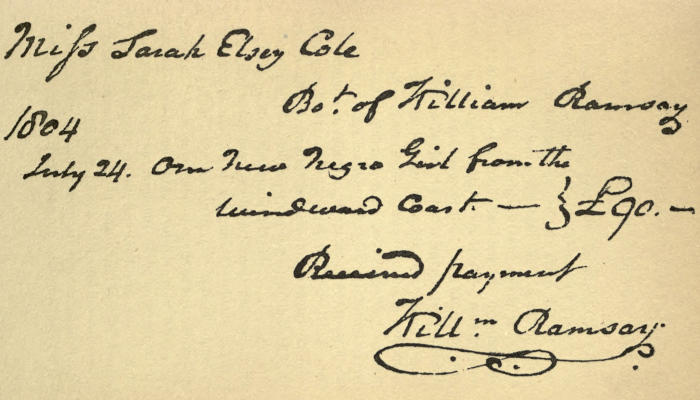 Miſs Sarah Elsey Cole
Bot. of William Ramsay
1804
July 24. One New Negro Girl from the
windward Coast — } £90. —
Received payment
Willm Ramsay